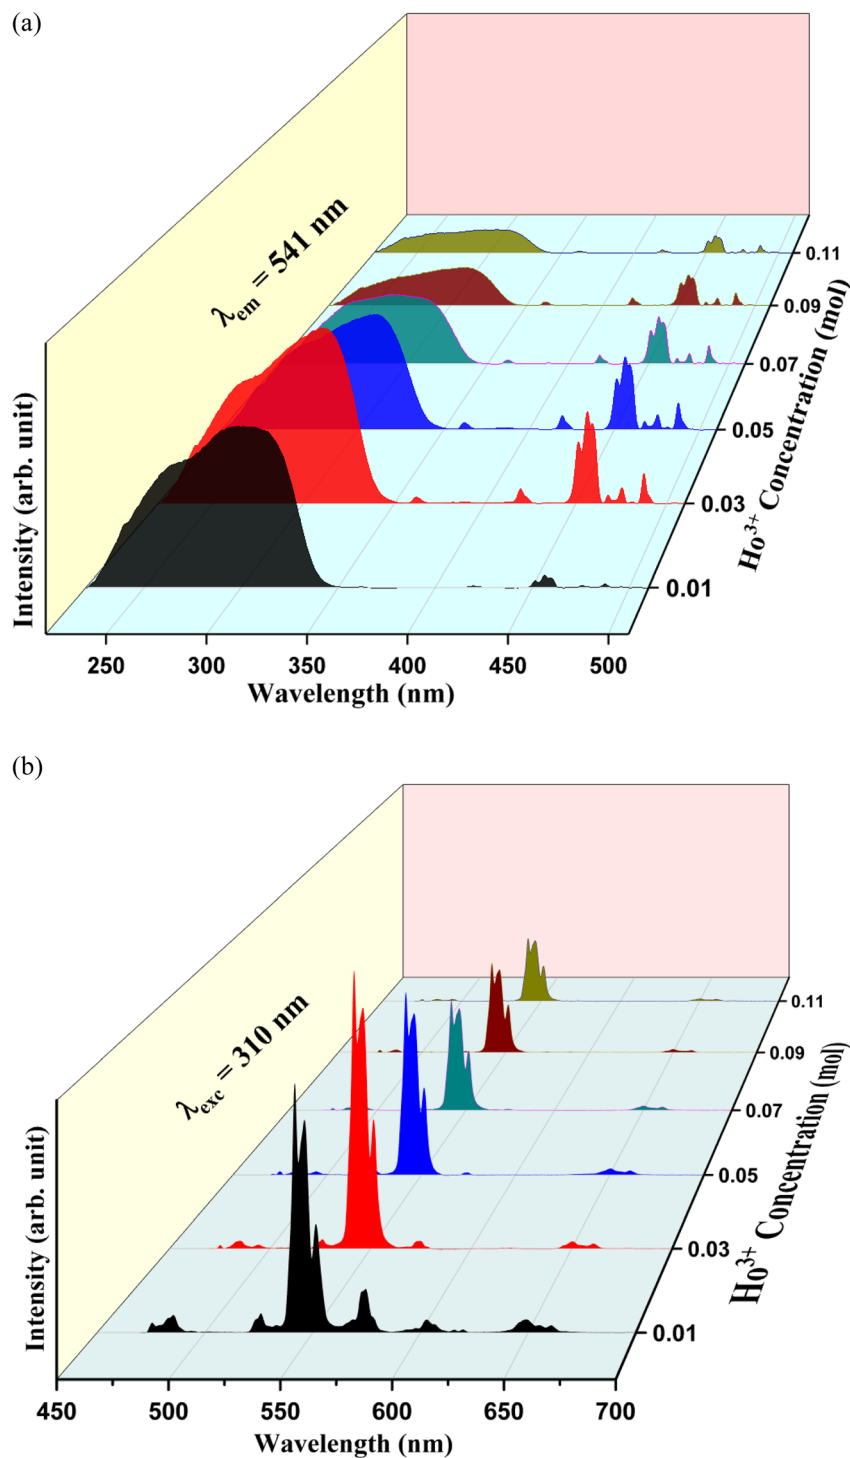 (a)
λem = 541 nm
0.11
0.09
0.07
0.05
0.03
0.01
Ho3+ Concentration (mol)
Intensity (arb. unit)
250 300 350 400 450 500
Wavelength (nm)
(b)
λexc = 310 nm
0.11
0.09
0.07
0.05
0.03
0.01
Ho3+ Concentration (mol)
Intensity (arb. unit)
450 500 550 600 650 700
Wavelength (nm)